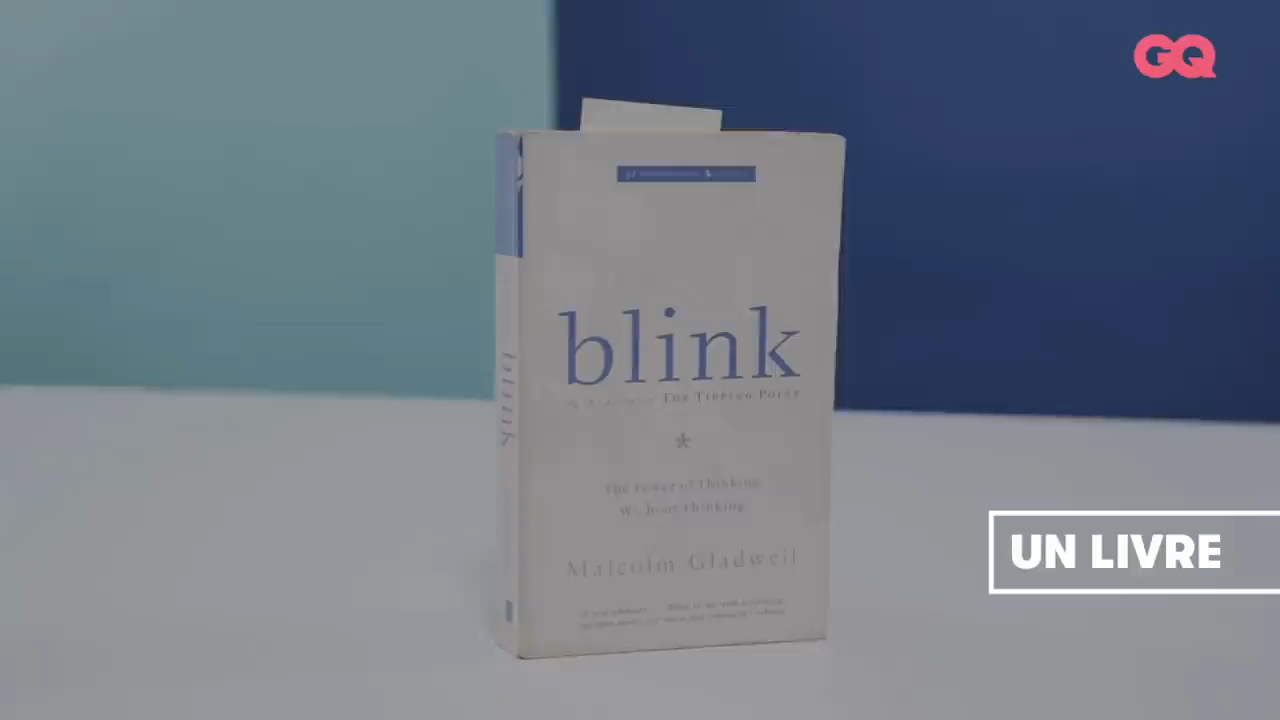 GQ
blink
blink
THE TIPPING POINT
*
The Power of Thinking
Without Thinking
Malcolm Gladwell
UN LIVRE